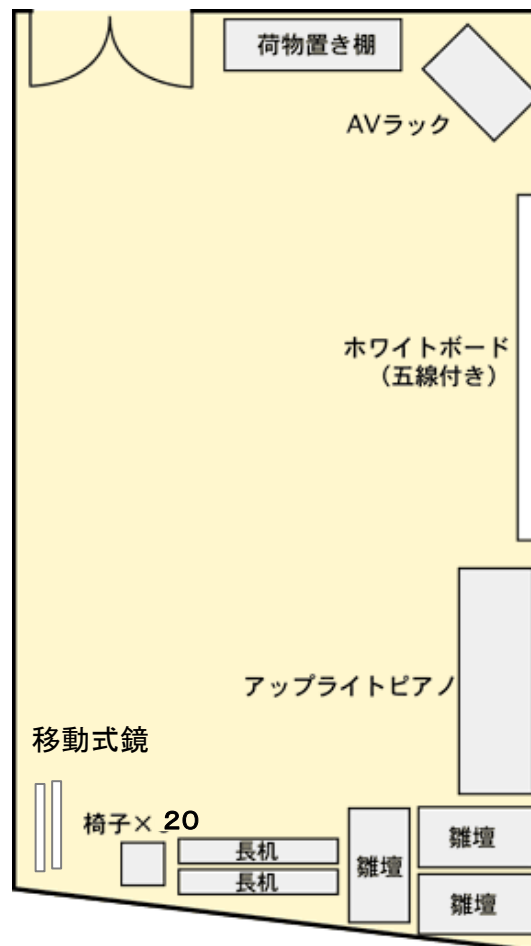 荷物置き棚
AVラック
ホワイトボード
（五線付き）
アップライトピアノ
移動式鏡
椅子× 20
長机
長机
雛壇
雛壇
雛壇